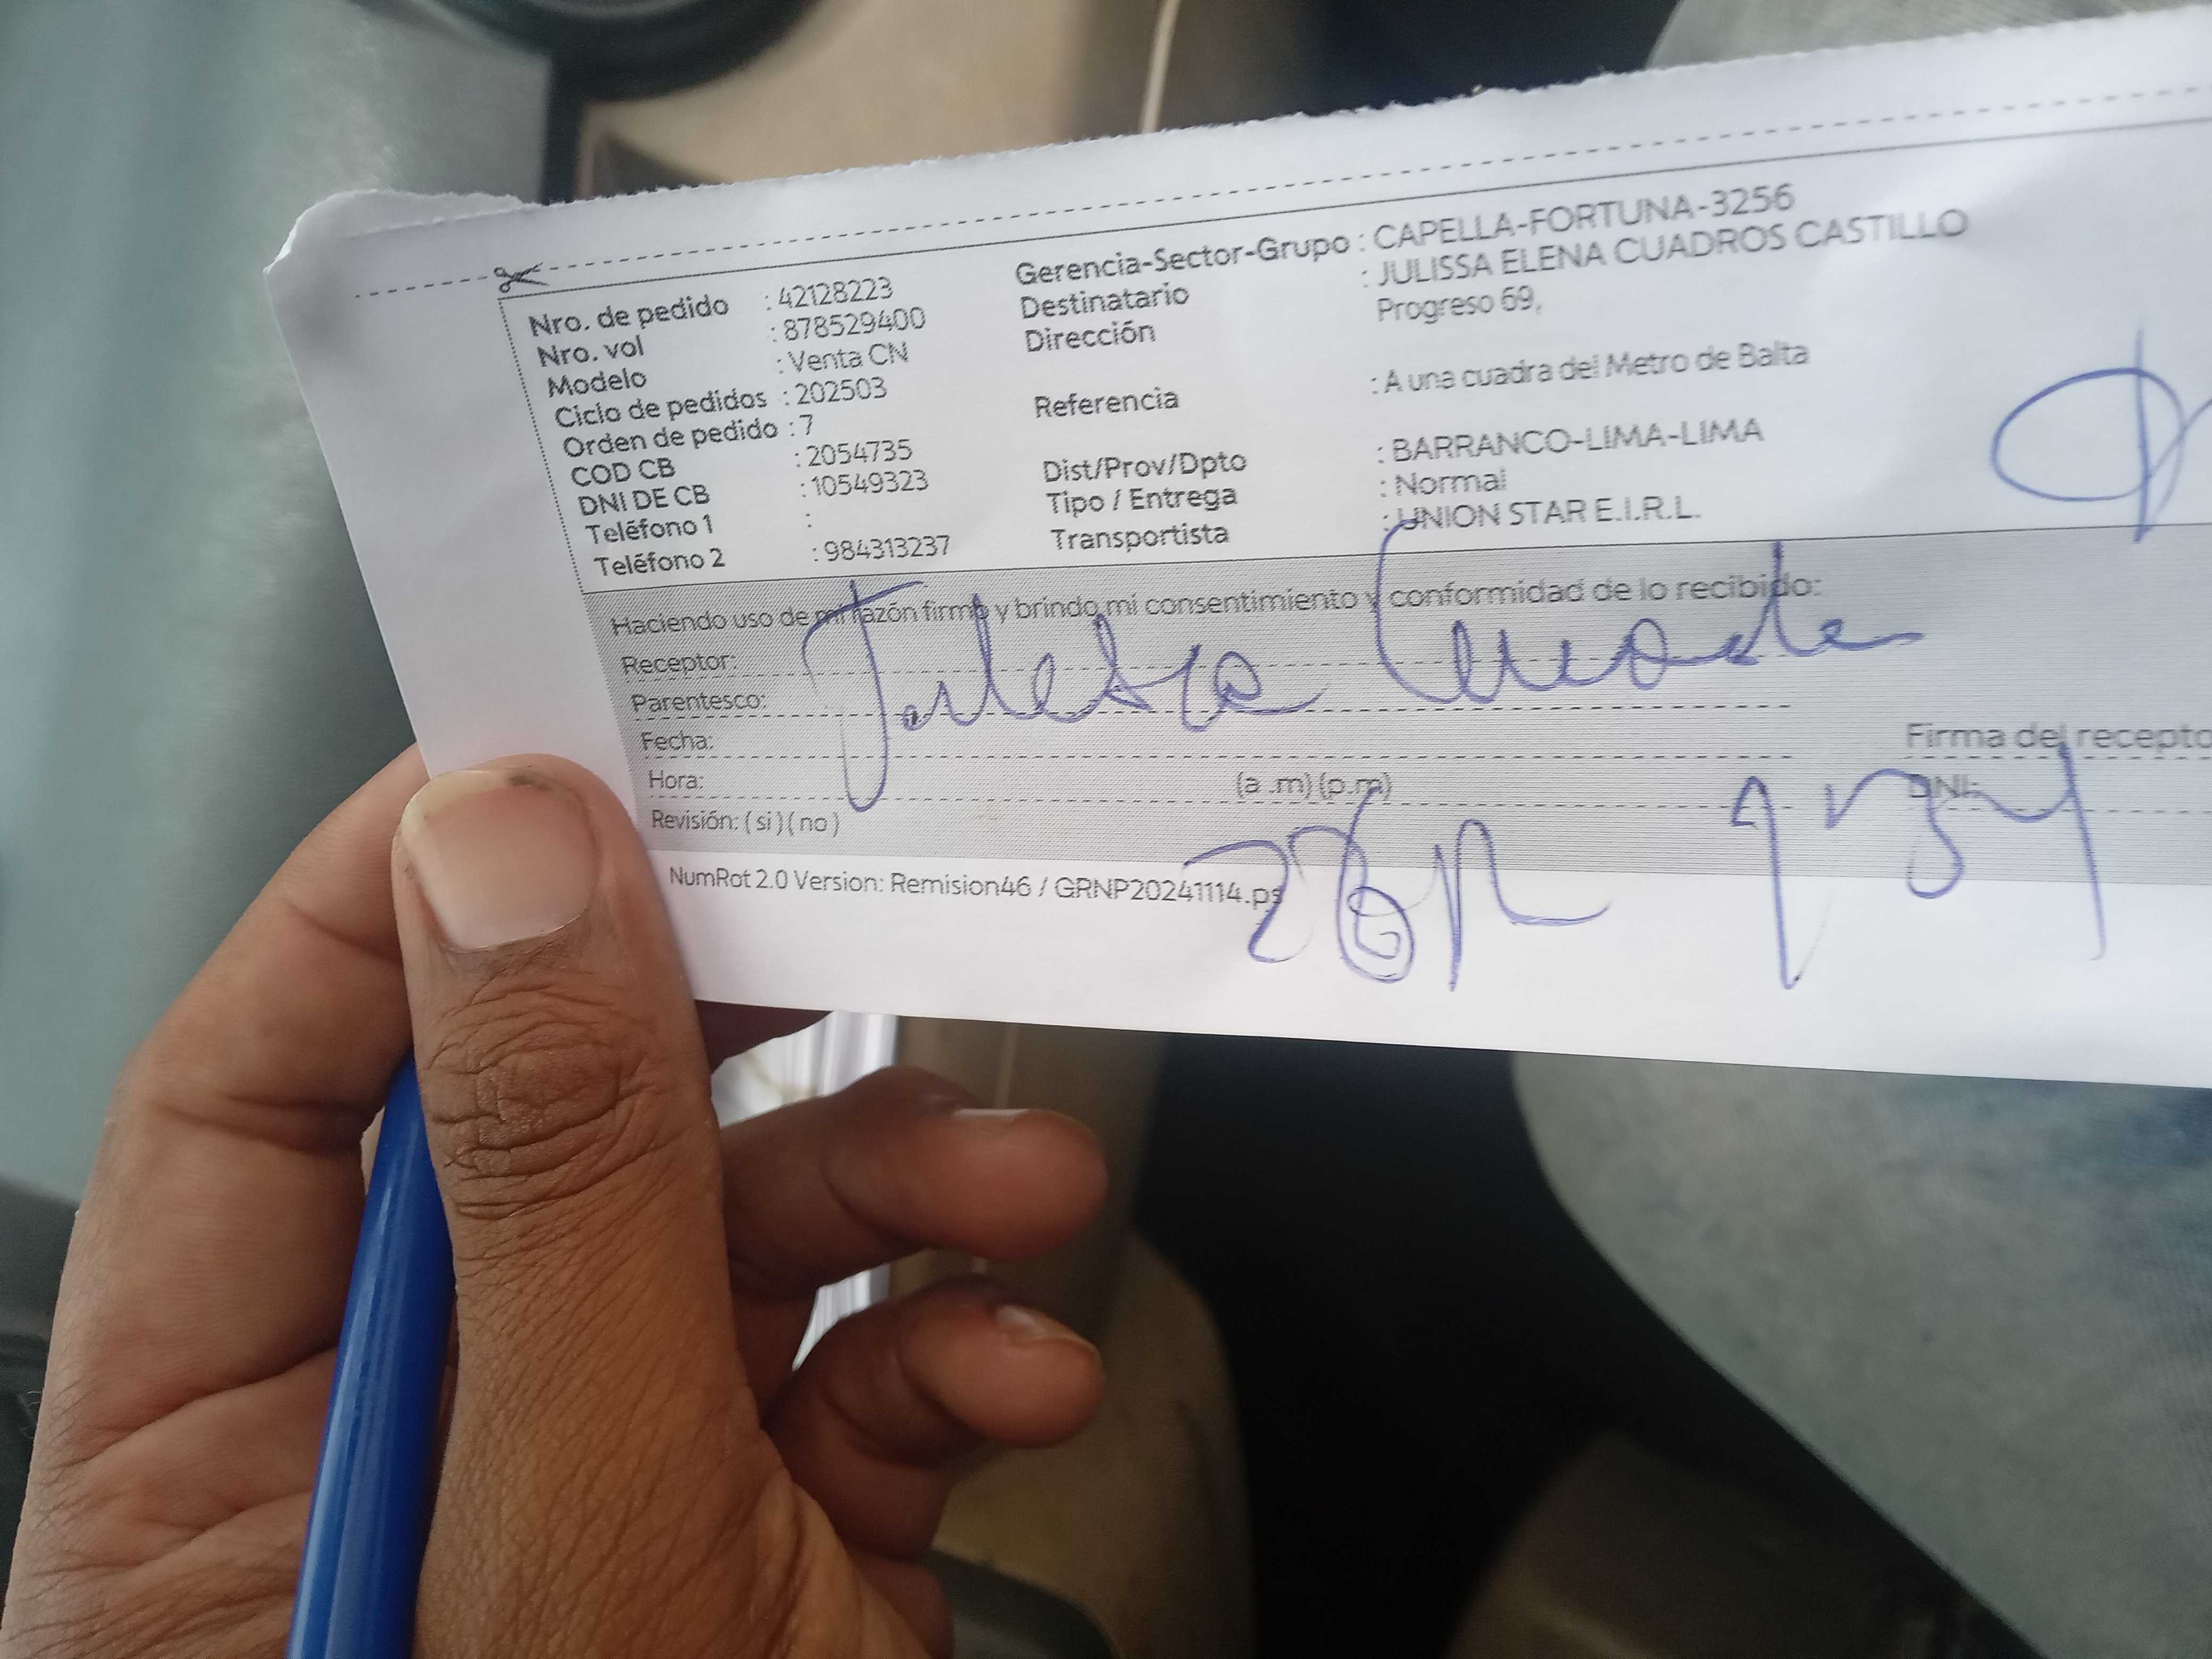 Nro. de pedido : 42128223
Nro. vol : 878529400
Modelo : Venta CN
Ciclo de pedidos : 202503
Orden de pedido : 7
COD CB : 2054735
DNI DE CB : 10549323
Teléfono 1 :
Teléfono 2 : 984313237
Gerencia-Sector-Grupo : CAPELLA-FORTUNA-3256
Destinatario : JULISSA ELENA CUADROS CASTILLO
Dirección Progreso 69,
Referencia : A una cuadra del Metro de Balta
Dist/Prov/Dpto : BARRANCO-LIMA-LIMA
Tipo / Entrega : Normal
Transportista : UNION STAR E.I.R.L.
Haciendo uso de mi razón firmo y brindo mi consentimiento y conformidad de lo recibido:
Receptor:
Parentesco:
Fecha:
Hora: (a .m) (p.m)
Revisión: ( si ) ( no )
Firma del recepto
DNI:
NumRot 2.0 Version: Remision46 / GRNP20241114.ps